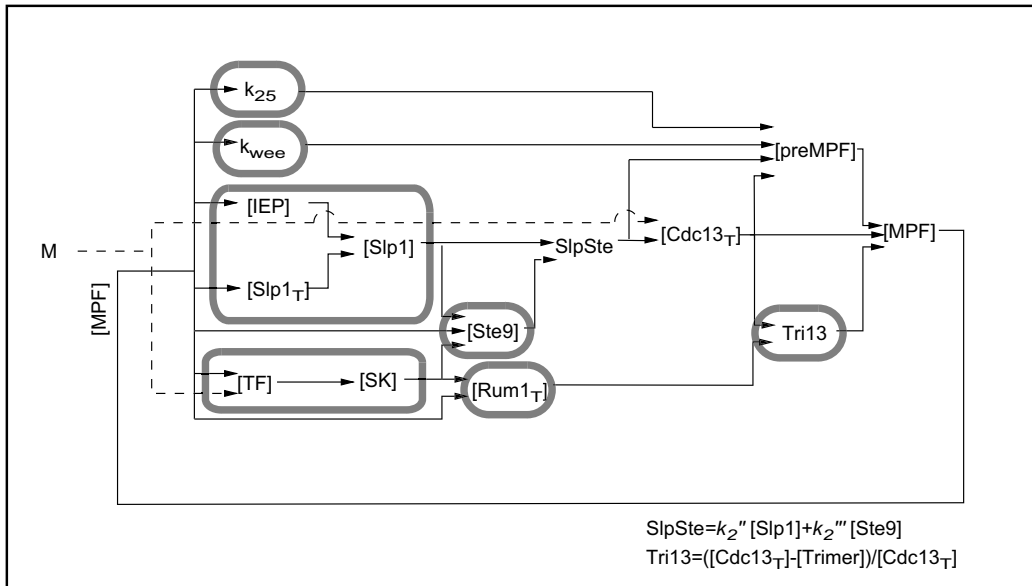 k25
kwee
[preMPF]
[IEP]
M
[Slp1]
SlpSte
[Cdc13T]
[MPF]
[Slp1T]
[MPF]
[Ste9]
Tri13
[TF]
[SK]
[Rum1T]
SlpSte=k2″ [Slp1]+k2‴ [Ste9]
Tri13=([Cdc13T]-[Trimer])/[Cdc13T]